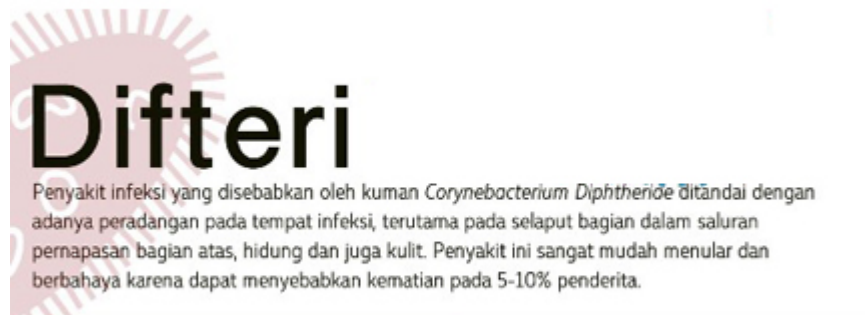 Difteri
Penyakit infeksi yang disebabkan oleh kuman Corynebacterium Diphtheride ditandai dengan
adanya peradangan pada tempat infeksi, terutama pada selaput bagian dalam saluran
pernapasan bagian atas, hidung dan juga kulit. Penyakit ini sangat mudah menular dan
berbahaya karena dapat menyebabkan kematian pada 5-10% penderita.